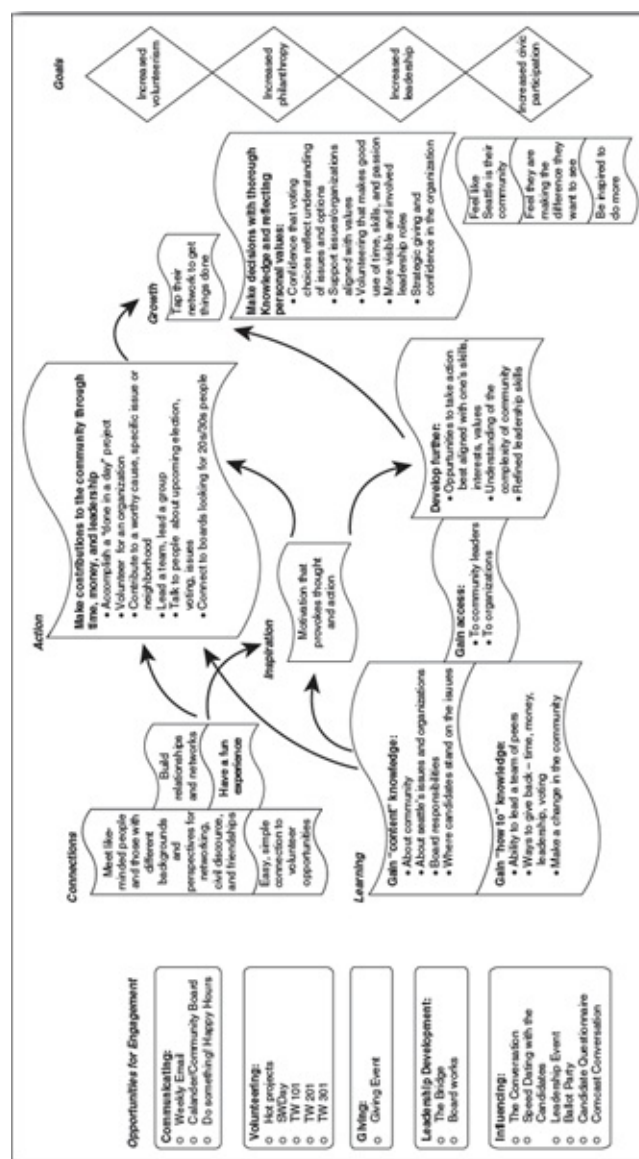 Opportunities for Engagement
Communicating:
○ Weekly Email
○ Calander/Community Board
○ Do something! Happy Hours
Volunteering:
○ Hot projects
○ SWDay
○ TW 101
○ TW 201
○ TW 301
Giving:
○ Giving Event
Leadership Development:
○ The Bridge
○ Board works
Influencing:
○ The Conversation
○ Speed Dating with the
Candidates
○ Leadership Event
○ Ballot Party
○ Candidate Questionnaire
○ Comcast Conversation
Connections
Meet like-
minded people
and those with
different
backgrounds
and
perspectives for
networking,
civil discource,
and friendships
Easy, simple
connection to
volunteer
opportunities
Build
relationships
and networks
Have a fun
experience
Learning
Gain "content" knowledge:
• About community
• About seattle's issues and organizations
• Board responsibilities
• Where candidates stand on the issues
Gain "how to" knowledge:
• Ability to lead a team of peers
• Ways to give back – time, money,
leadership, voting
• Make a change in the community
Gain access:
• To community leaders
• To organizations
Action
Make contributions to the community through
time, money, and leadership
• Accomplish a "done in a day" project
• Volunteer for an organization
• Contribute to a worthy cause, specific issue or
neighborhood
• Lead a team, lead a group
• Talk to people about upcoming election,
voting, issues
• Connect to boards looking for 20s/30s people
Inspiration
Motivation that
provokes thought
and action
Develop further:
• Oppurtunities to take action
best aligned with one's skills,
interests, values
• Understanding of the
complexity of community
• Refined leadership skills
Growth
Tap their
network to get
things done
Make decisions with thorough
Knowledge and reflecting
personal values:
• Confidence that voting
choices reflect understanding
of issues and options
• Support issues/organizations
aligned with values
• Volunteering that makes good
use of time, skills, and passion
• More visible and involved
leadership roles
• Strategic giving and
confidence in the organization
Feel like
Seattle is their
community
Feel they are
making the
difference they
want to see
Be inspired to
do more
Goals
Increased
volunteerism
Increased
philanthropy
Increased
leadership
Increased civic
participation